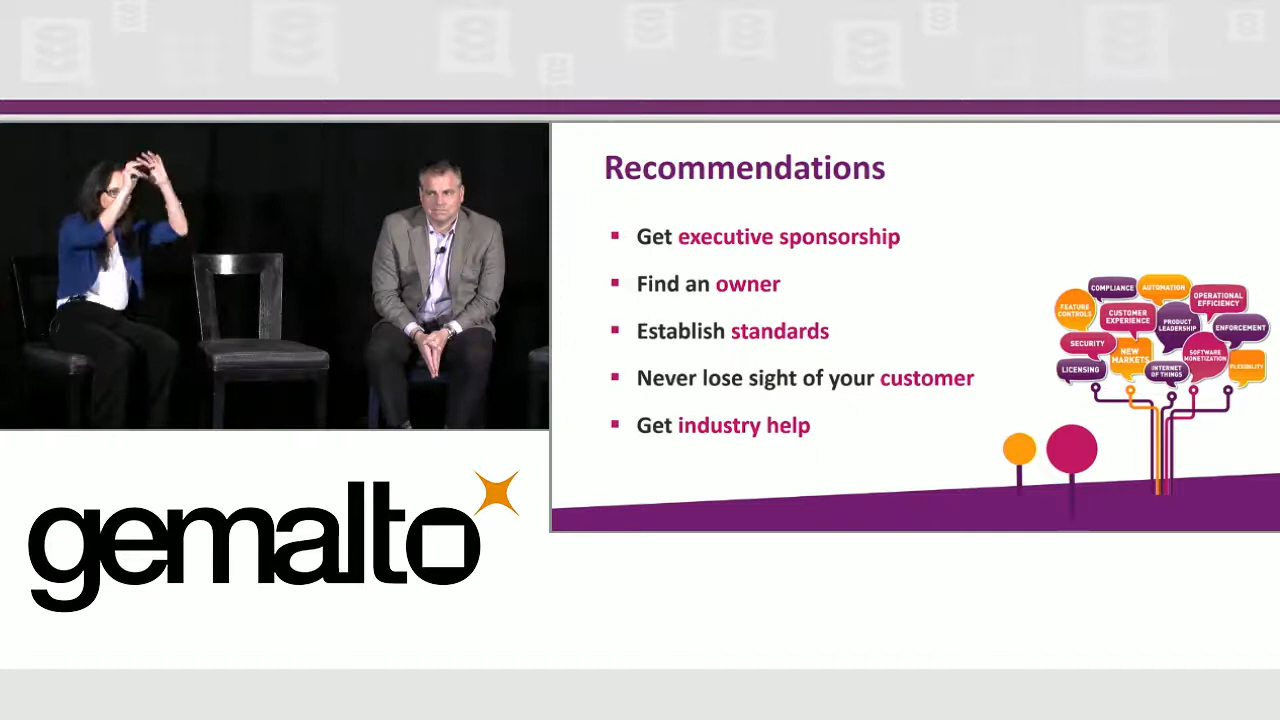 Recommendations
Get executive sponsorship
Find an owner
Establish standards
Never lose sight of your customer
Get industry help
COMPLIANCE
AUTOMATION
FEATURE
CONTROLS
CUSTOMER
EXPERIENCE
PRODUCT
LEADERSHIP
OPERATIONAL
EFFICIENCY
ENFORCEMENT
SECURITY
NEW
MARKETS
SOFTWARE
MONETIZATION
LICENSING
INTERNET
OF THINGS
FLEXIBILITY
gemalto